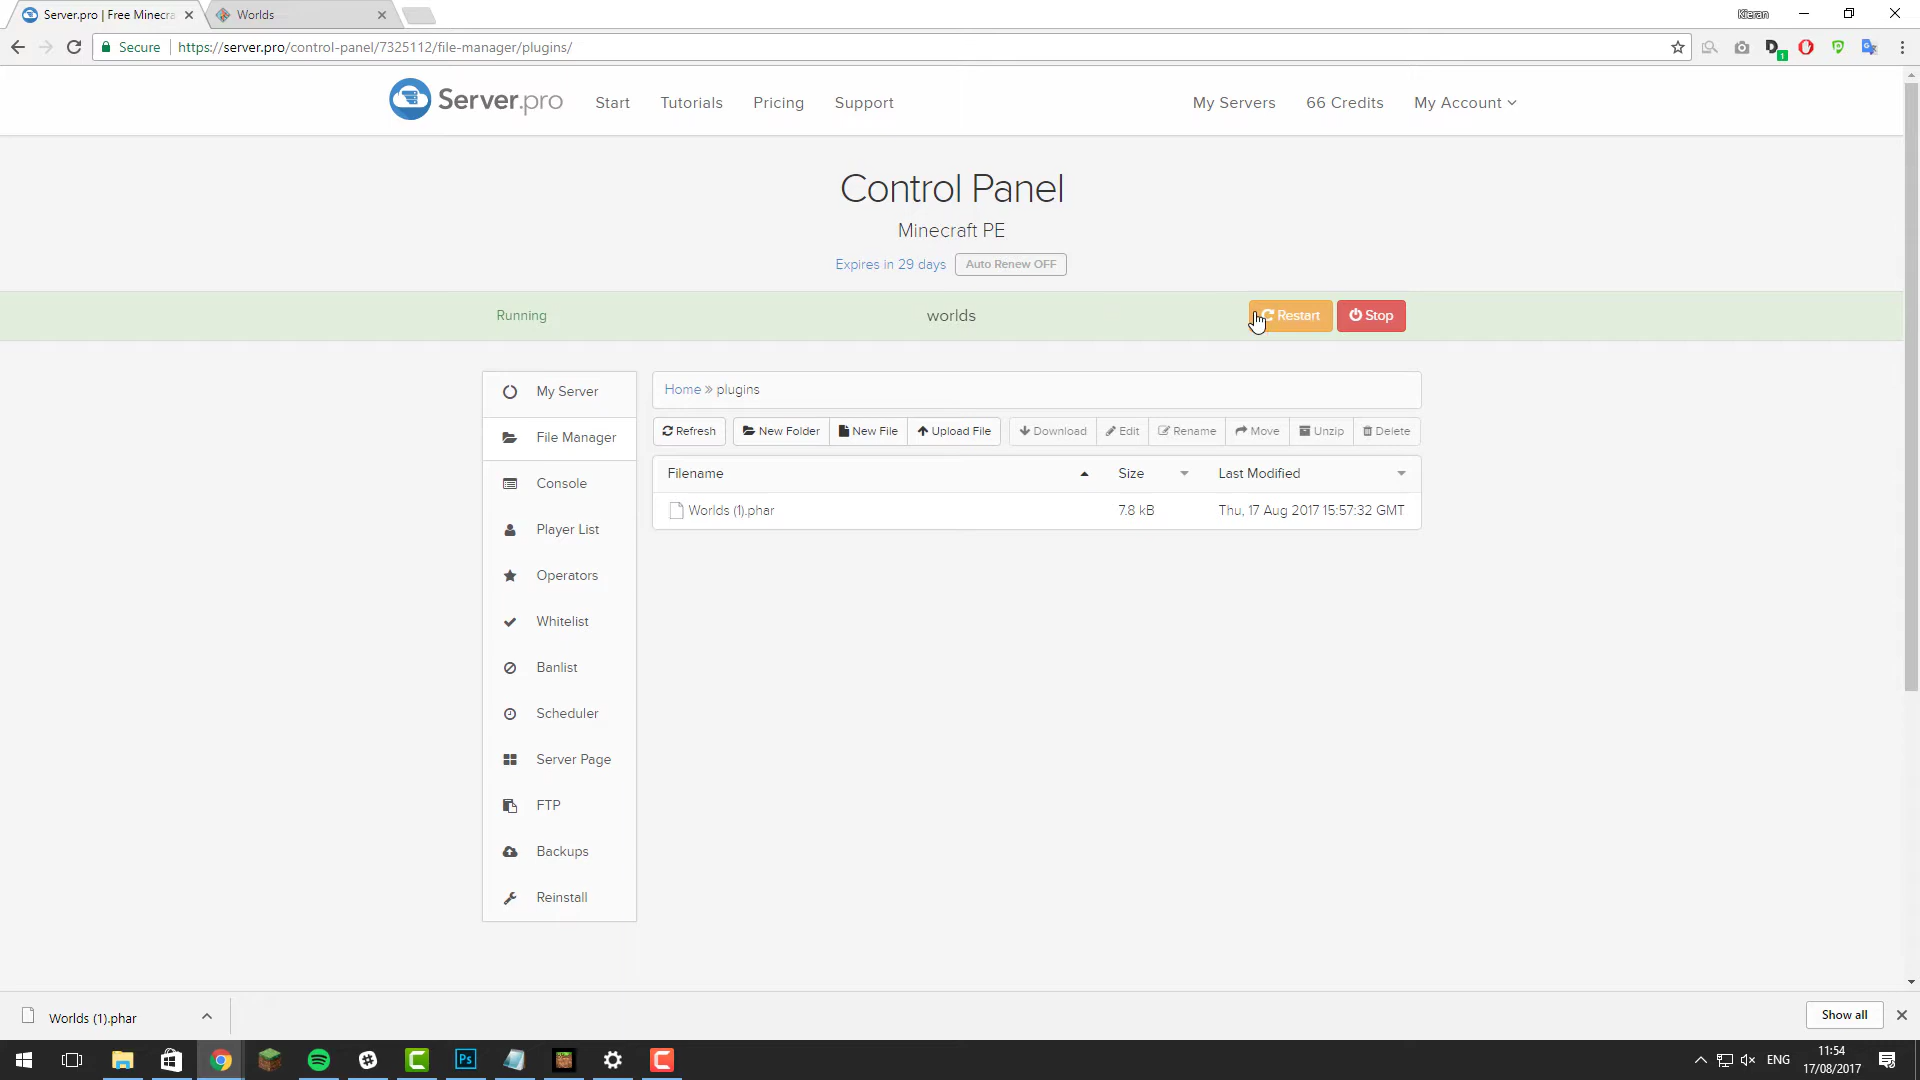 Server.pro | Free Minecra
Worlds
Kieran
Secure
https://server.pro/control-panel/7325112/file-manager/plugins/
1
Server.pro
Start
Tutorials
Pricing
Support
My Servers
66 Credits
My Account
Control Panel
Minecraft PE
Expires in 29 days
Auto Renew OFF
Running
worlds
Restart
Stop
My Server
File Manager
Console
Player List
Operators
Whitelist
Banlist
Scheduler
Server Page
FTP
Backups
Reinstall
Home » plugins
Refresh
New Folder
New File
Upload File
Download
Edit
Rename
Move
Unzip
Delete
Filename
Size
Last Modified
Worlds (1).phar
7.8 kB
Thu, 17 Aug 2017 15:57:32 GMT
Worlds (1).phar
Show all
Ps
ENG
11:54
17/08/2017